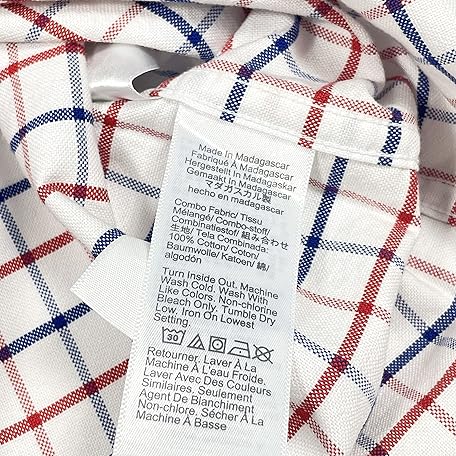 Made In Madagascar
Fabriqué À Madagascar
Hergestellt In Madagaskar
Gemaakt In Madagascar
マダガスカル製
hecho en madagascar
Combo Fabric/ Tissu
Mélangé/ Combo-stoff/
Combinatiestof/ 組み合わせ
生地/ Tela Combinada:
100% Cotton/ Coton/
Baumwolle/ Katoen/ 綿/
algodón
Turn Inside Out, Machine
Wash Cold, Wash With
Like Colors, Non-chlorine
Bleach Only, Tumble Dry
Low, Iron On Lowest
Setting.
30
Retourner. Laver À La
Machine À L'eau Froide,
Machine Avec Des Couleurs
Similaires. Seulement
Agent De Blanchiment
Non-chlore. Sécher À La
Machine À Basse